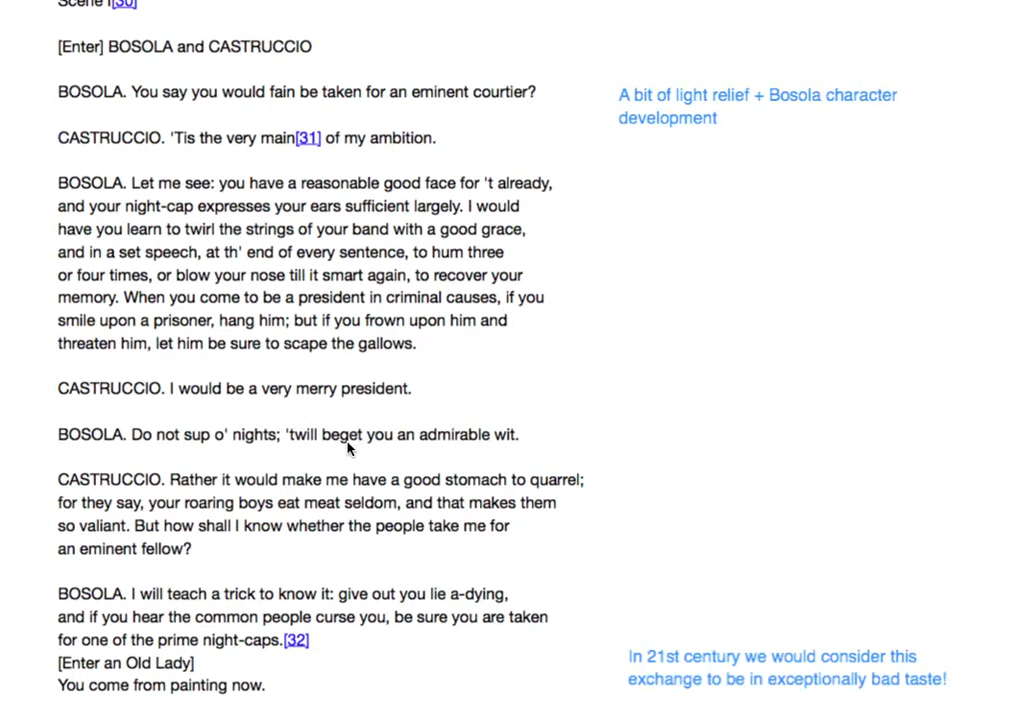 Scene I[30]
[Enter] BOSOLA and CASTRUCCIO
BOSOLA. You say you would fain be taken for an eminent courtier?
A bit of light relief + Bosola character
development
CASTRUCCIO. 'Tis the very main[31] of my ambition.
BOSOLA. Let me see: you have a reasonable good face for 't already,
and your night-cap expresses your ears sufficient largely. I would
have you learn to twirl the strings of your band with a good grace,
and in a set speech, at th' end of every sentence, to hum three
or four times, or blow your nose till it smart again, to recover your
memory. When you come to be a president in criminal causes, if you
smile upon a prisoner, hang him; but if you frown upon him and
threaten him, let him be sure to scape the gallows.
CASTRUCCIO. I would be a very merry president.
BOSOLA. Do not sup o' nights; 'twill beget you an admirable wit.
CASTRUCCIO. Rather it would make me have a good stomach to quarrel;
for they say, your roaring boys eat meat seldom, and that makes them
so valiant. But how shall I know whether the people take me for
an eminent fellow?
BOSOLA. I will teach a trick to know it: give out you lie a-dying,
and if you hear the common people curse you, be sure you are taken
for one of the prime night-caps.[32]
[Enter an Old Lady]
You come from painting now.
In 21st century we would consider this
exchange to be in exceptionally bad taste!